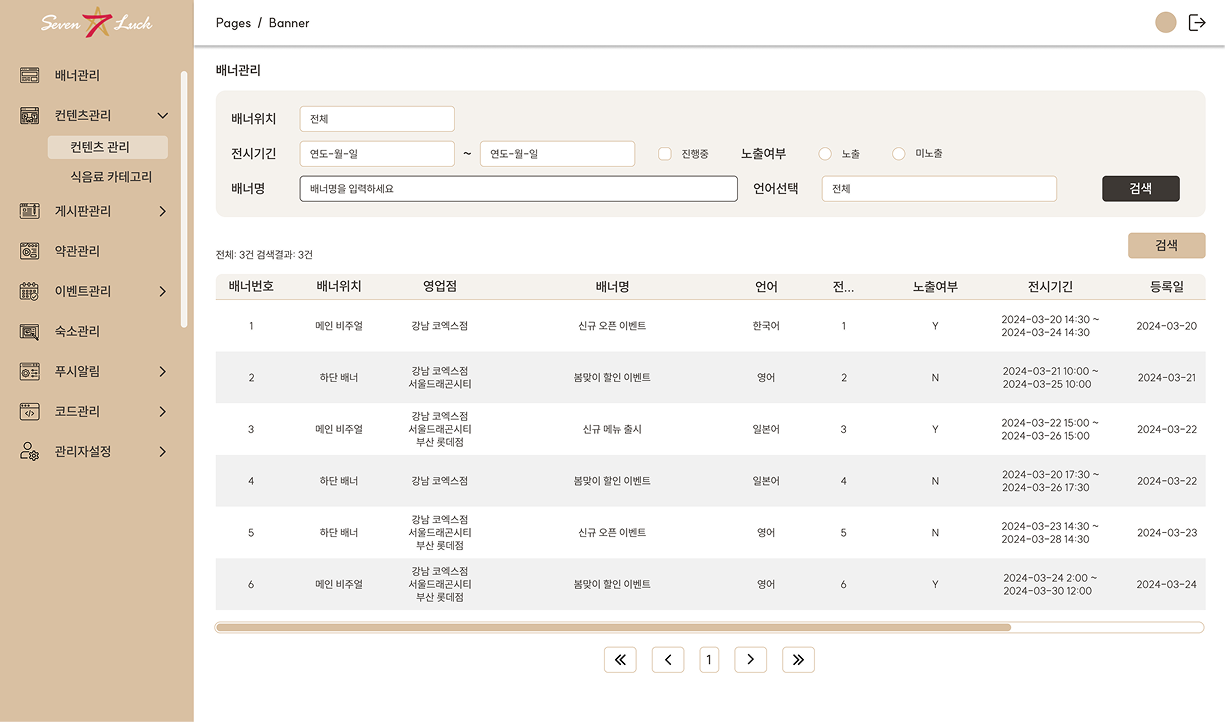 Seven 7 Luck
Pages / Banner
배너관리
컨텐츠관리
컨텐츠 관리
식음료 카테고리
게시판관리
약관관리
이벤트관리
숙소관리
푸시알림
코드관리
관리자설정
배너관리
배너위치 전체
전시기간 연도-월-일 ~ 연도-월-일 진행중 노출여부 노출 미노출
배너명 배너명을 입력하세요 언어선택 전체 검색
전체: 3건 검색결과: 3건 검색
배너번호 배너위치 영업점 배너명 언어 전... 노출여부 전시기간 등록일
1 메인 비주얼 강남 코엑스점 신규 오픈 이벤트 한국어 1 Y 2024-03-20 14:30 ~
2024-03-24 14:30 2024-03-20
2 하단 배너 강남 코엑스점
서울드래곤시티 봄맞이 할인 이벤트 영어 2 N 2024-03-21 10:00 ~
2024-03-25 10:00 2024-03-21
3 메인 비주얼 강남 코엑스점
서울드래곤시티
부산 롯데점 신규 메뉴 출시 일본어 3 Y 2024-03-22 15:00 ~
2024-03-26 15:00 2024-03-22
4 하단 배너 강남 코엑스점 봄맞이 할인 이벤트 일본어 4 N 2024-03-20 17:30 ~
2024-03-26 17:30 2024-03-22
5 하단 배너 강남 코엑스점
서울드래곤시티
부산 롯데점 신규 오픈 이벤트 영어 5 N 2024-03-23 14:30 ~
2024-03-28 14:30 2024-03-23
6 메인 비주얼 강남 코엑스점
서울드래곤시티
부산 롯데점 봄맞이 할인 이벤트 영어 6 Y 2024-03-24 2:00 ~
2024-03-30 12:00 2024-03-24
1